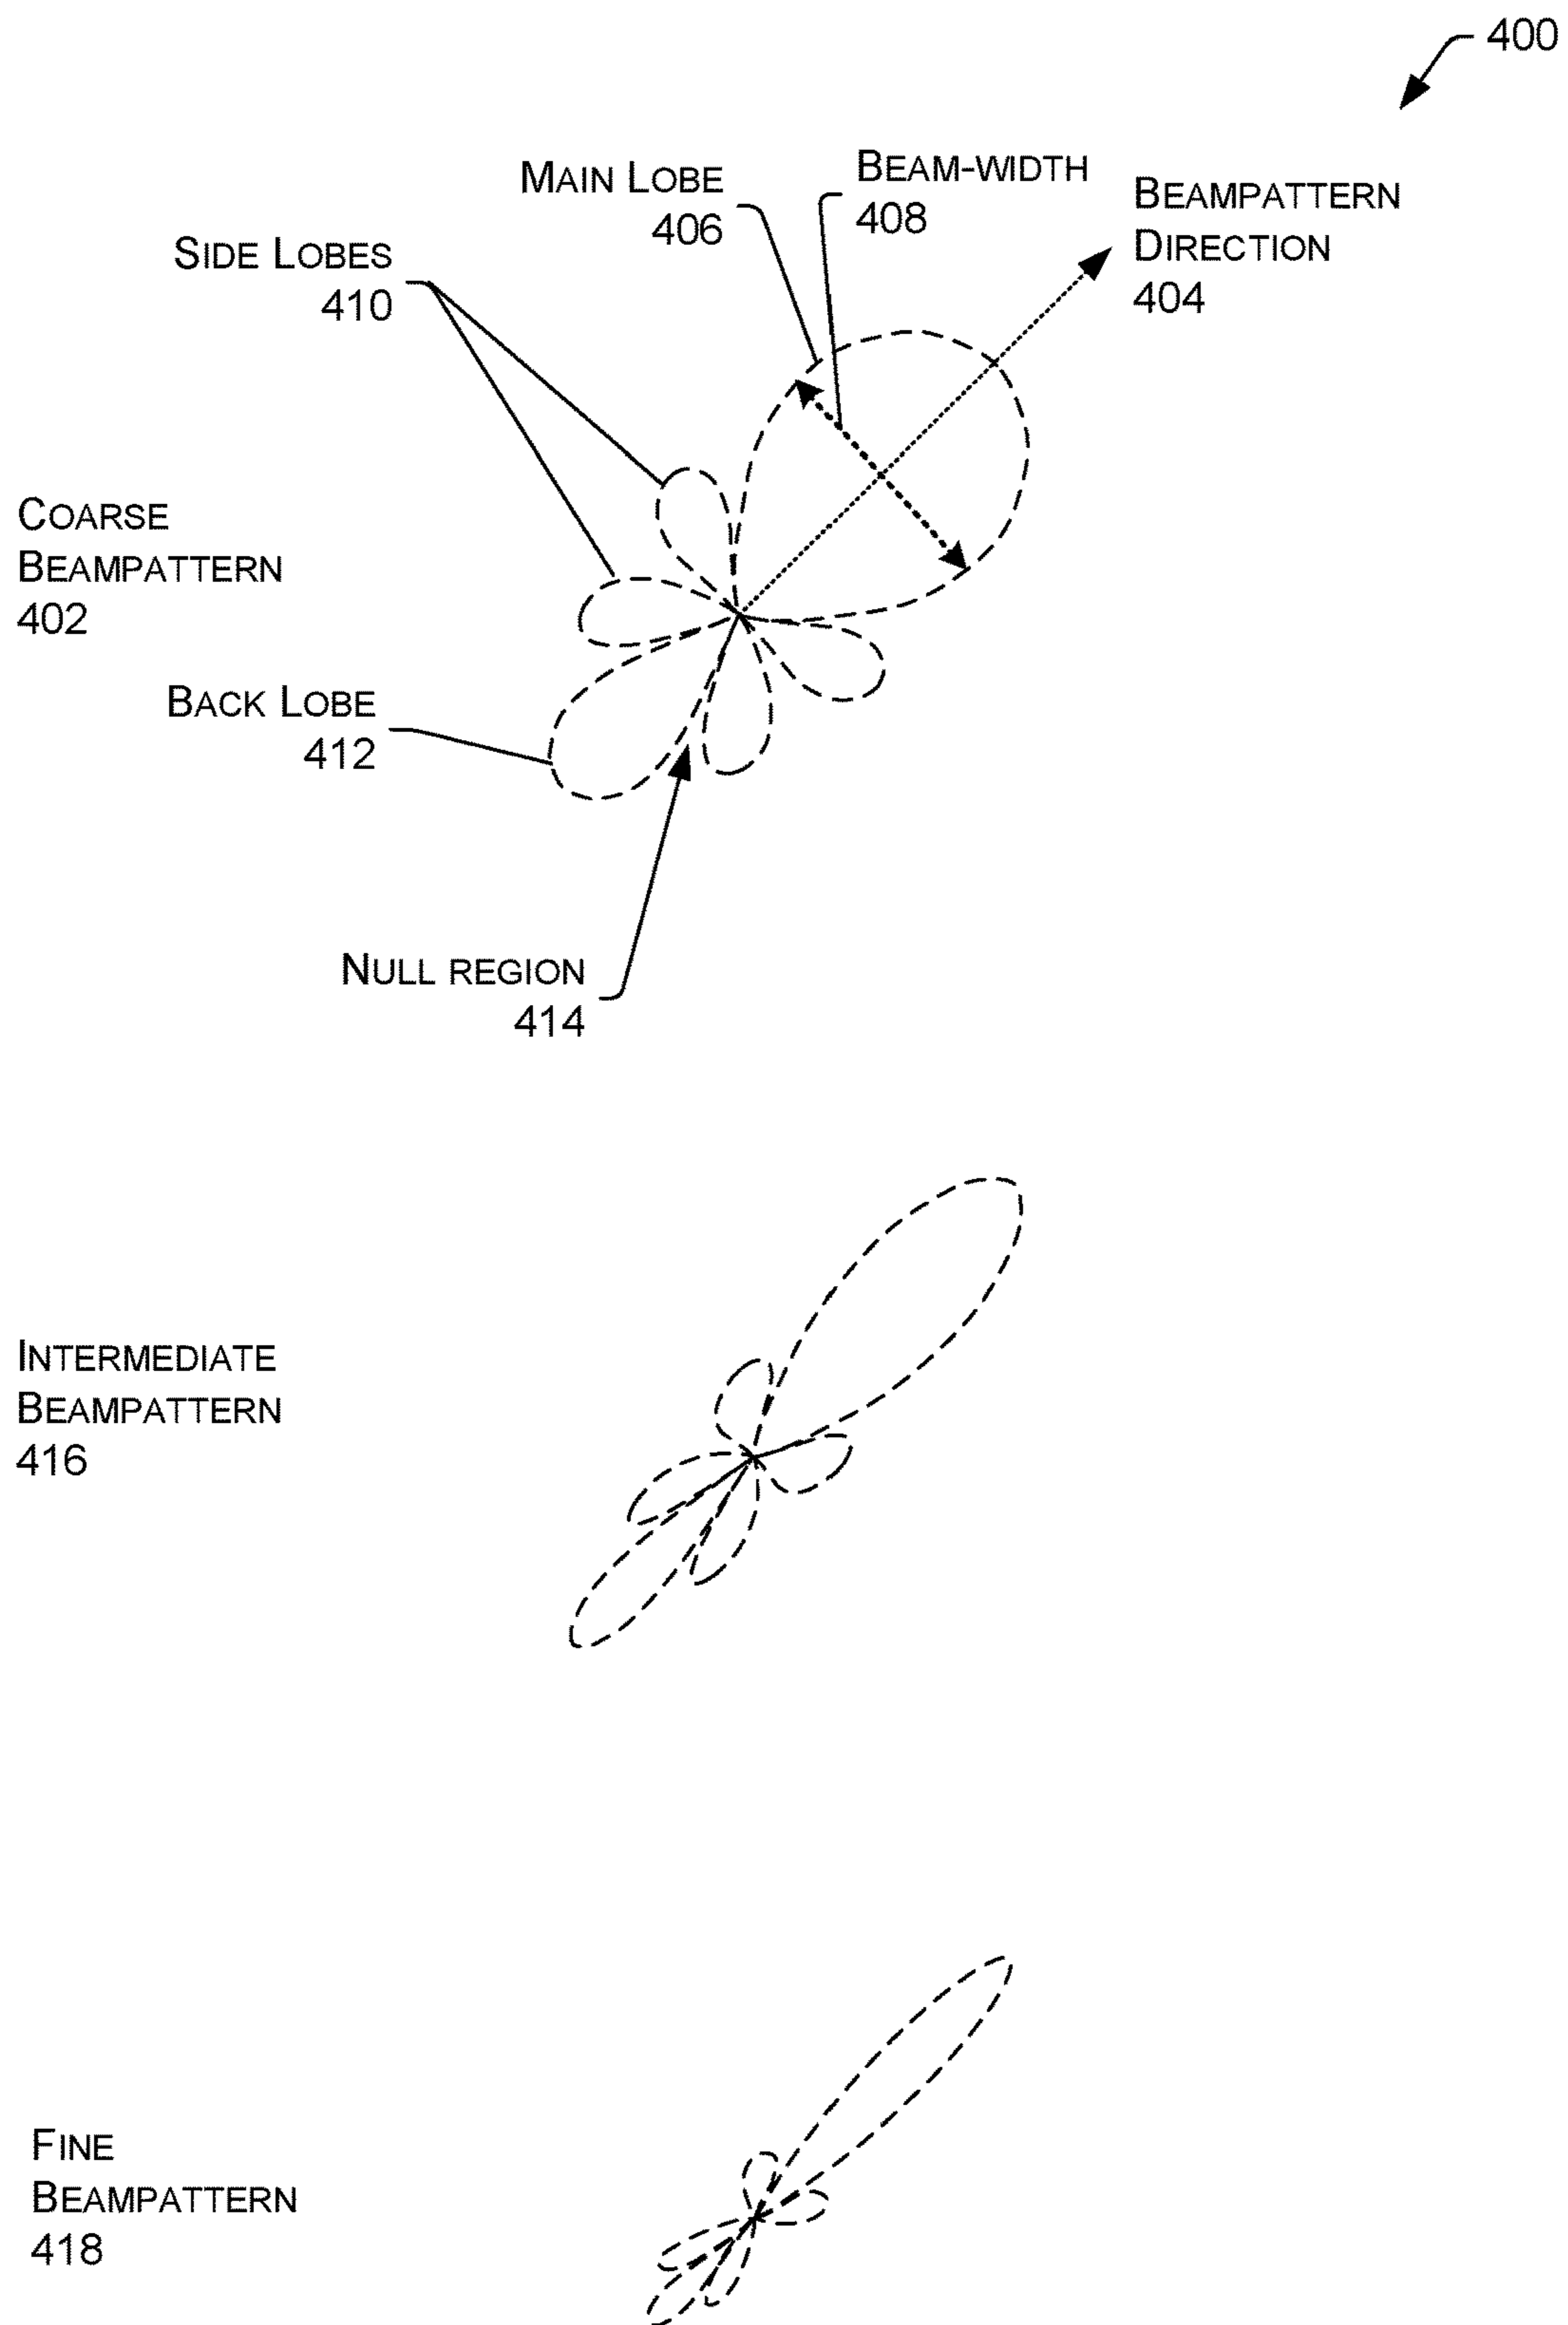 400
MAIN LOBE
406
BEAM-WIDTH
408
BEAMPATTERN
DIRECTION
404
SIDE LOBES
410
COARSE
BEAMPATTERN
402
BACK LOBE
412
NULL REGION
414
INTERMEDIATE
BEAMPATTERN
416
FINE
BEAMPATTERN
418